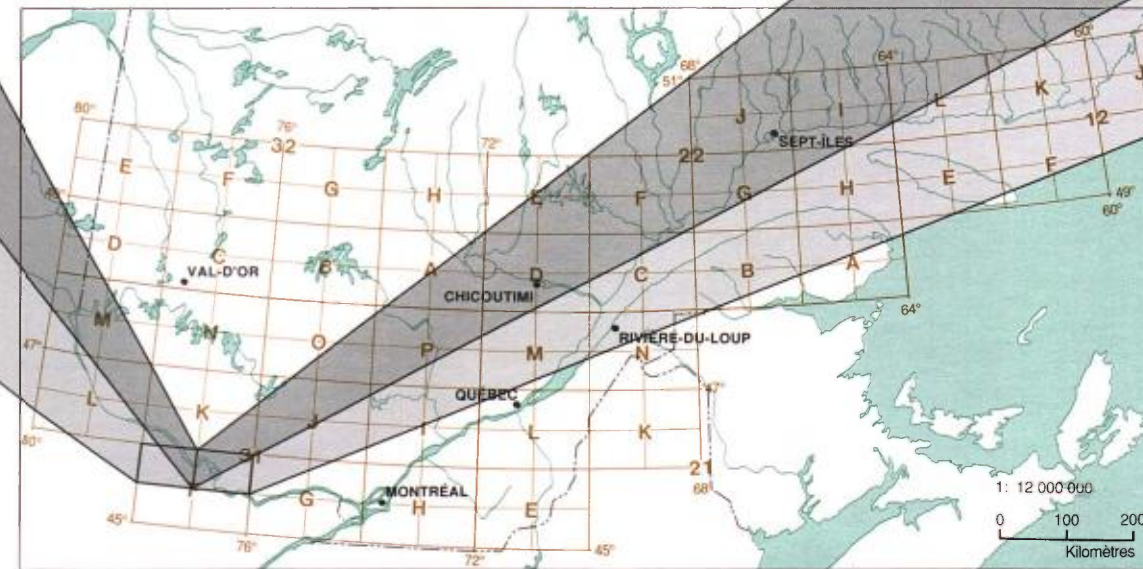 60°
64°
68°
51°
K
J
L
I
J
12
80°
76°
32
72°
22
SEPT-ÎLES
E
F
G
H
E
F
G
H
E
F
49°
60°
D
C
B
A
D
C
B
A
VAL-D'OR
CHICOUTIMI
64°
M
N
O
P
M
N
RIVIÈRE-DU-LOUP
47°
47°
QUÉBEC
L
K
J
I
L
K
80°
31
21
68°
MONTRÉAL
G
H
E
45°
76°
72°
45°
1: 12 000 000
0 100 200
Kilomètres